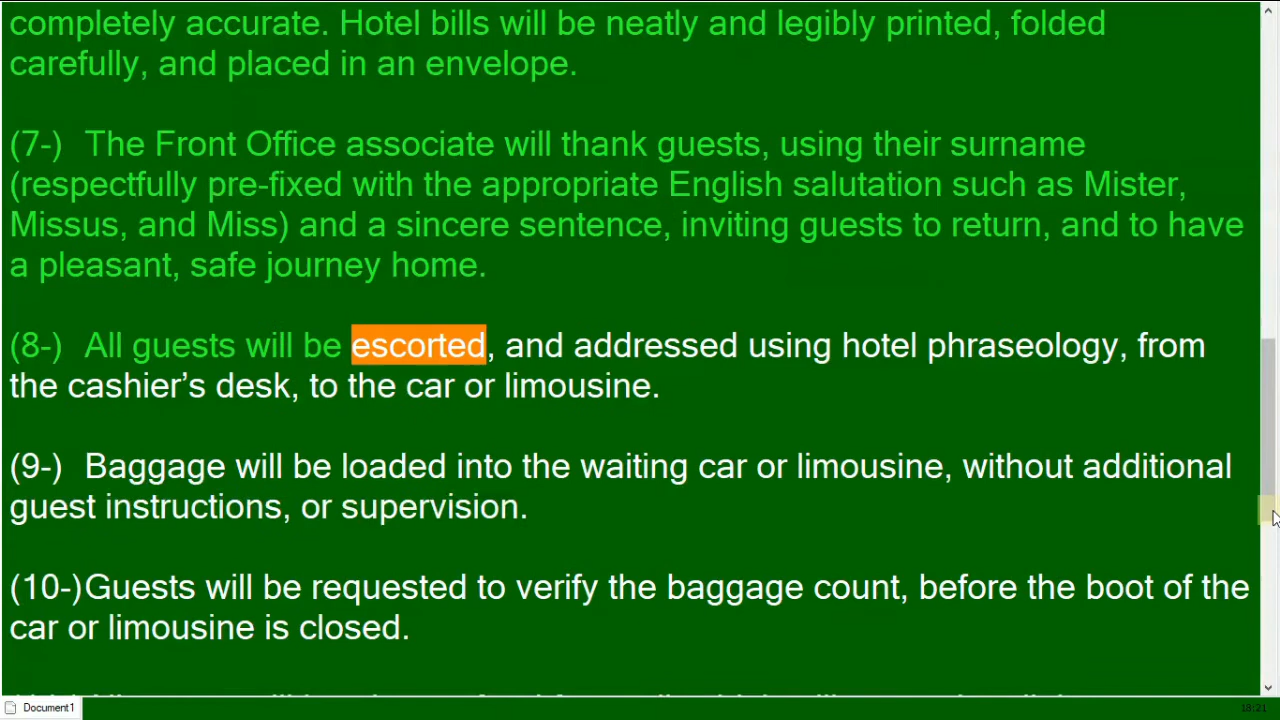 completely accurate. Hotel bills will be neatly and legibly printed, folded
carefully, and placed in an envelope.
(7-) The Front Office associate will thank guests, using their surname
(respectfully pre-fixed with the appropriate English salutation such as Mister,
Missus, and Miss) and a sincere sentence, inviting guests to return, and to have
a pleasant, safe journey home.
(8-) All guests will be escorted, and addressed using hotel phraseology, from
the cashier’s desk, to the car or limousine.
(9-) Baggage will be loaded into the waiting car or limousine, without additional
guest instructions, or supervision.
(10-)Guests will be requested to verify the baggage count, before the boot of the
car or limousine is closed.
Document1
18:21